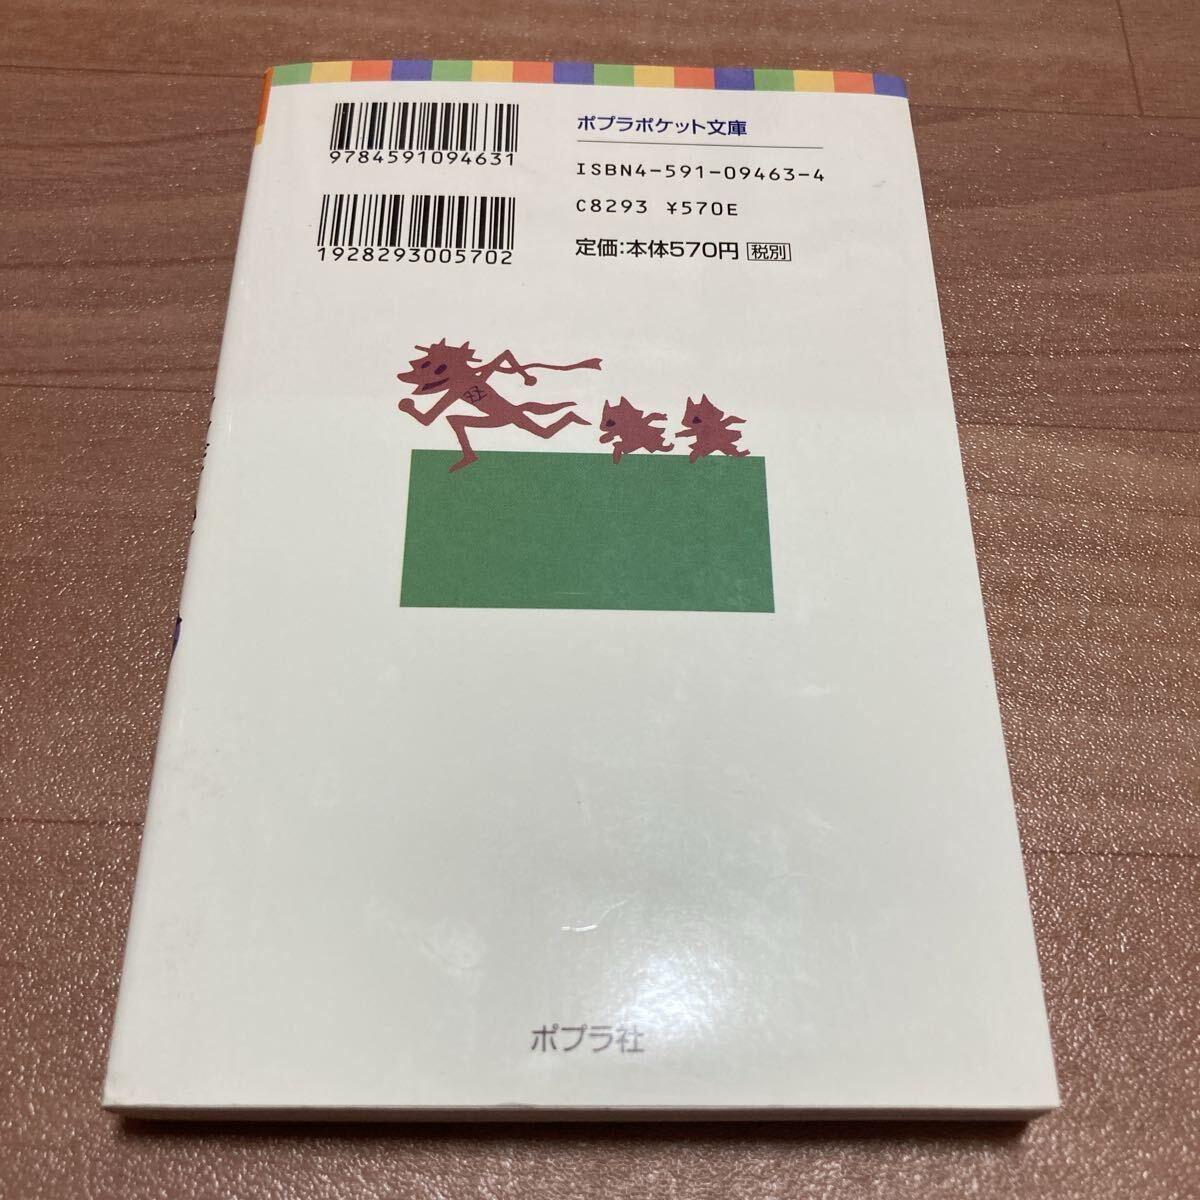 9784591094631
1928293005702
ポプラポケット文庫
ISBN4-591-09463-4
C8293 ¥570E
定価:本体570円 税別
ポプラ社